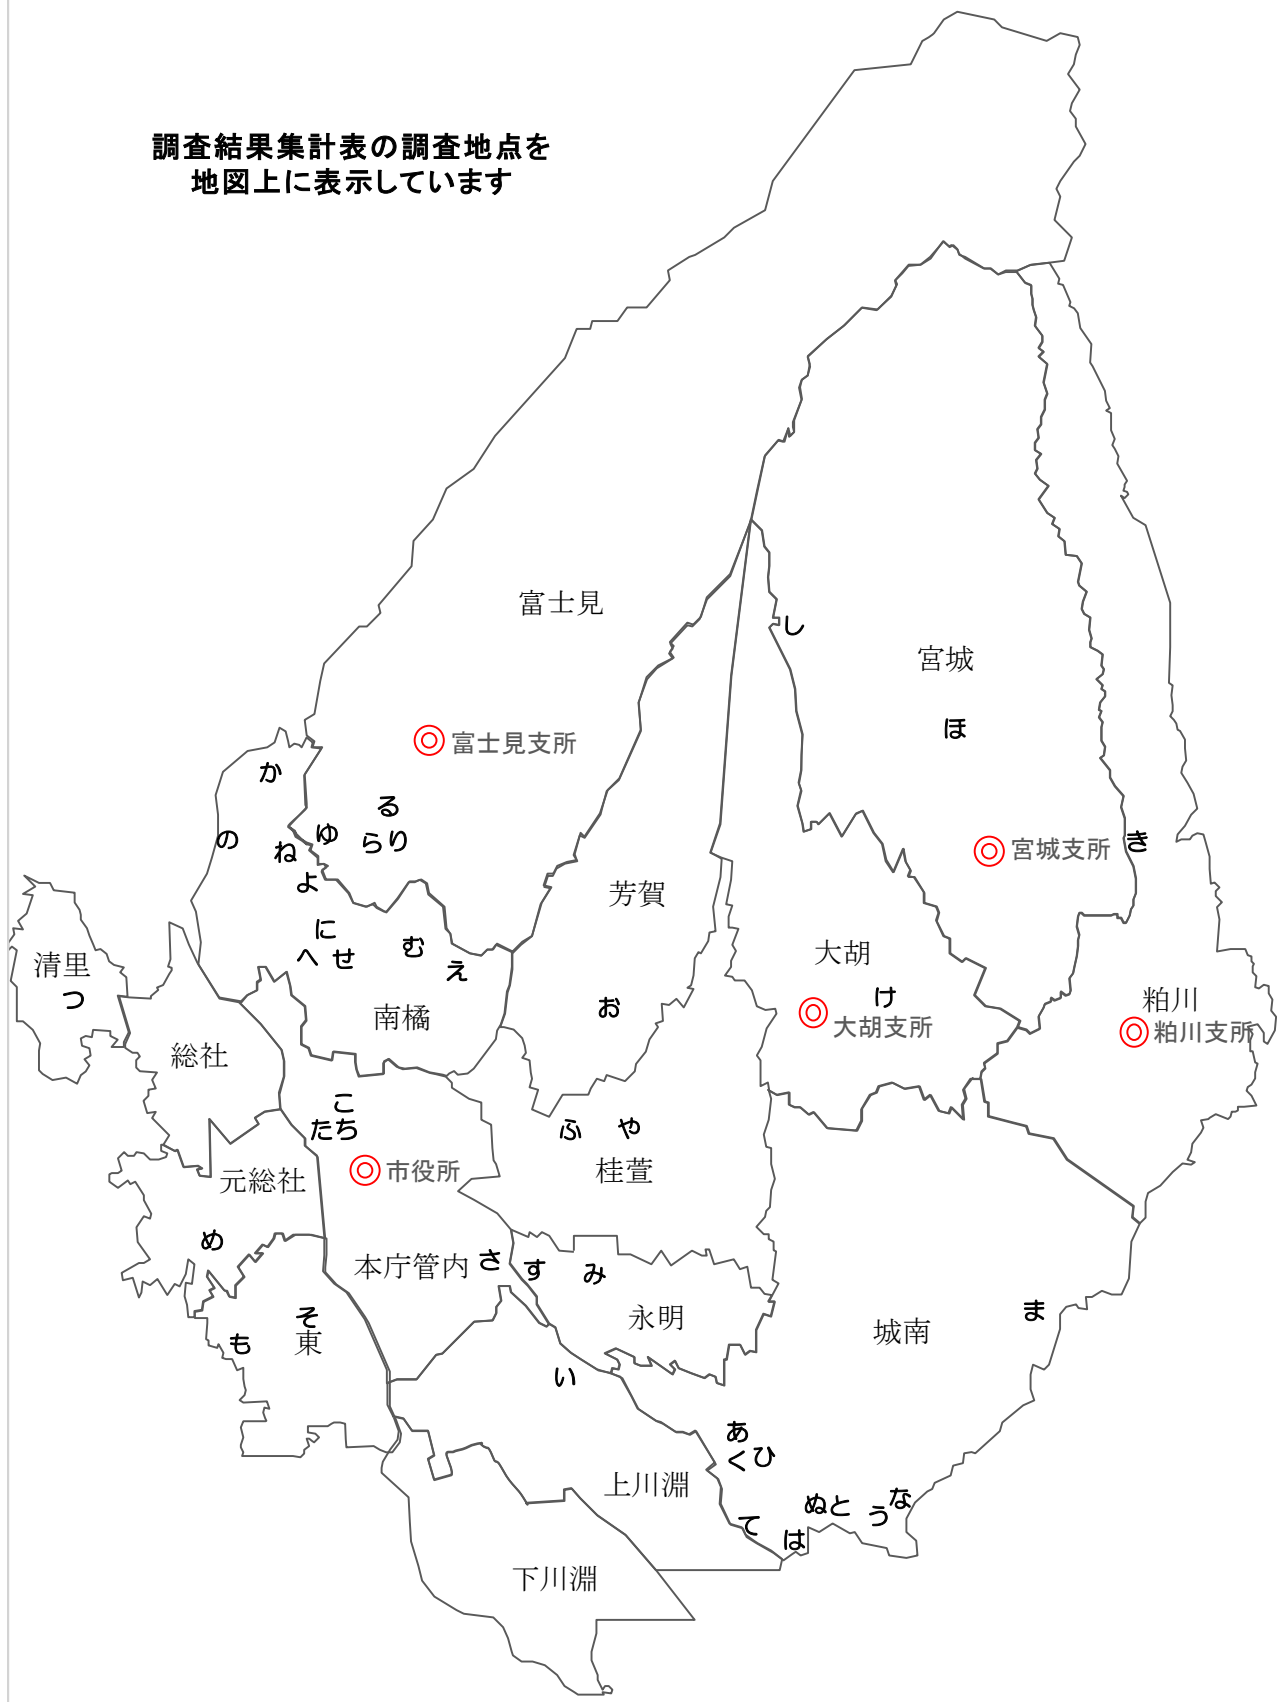 調査結果集計表の調査地点を
地図上に表示しています
富士見
し
宮城
ほ
富士見支所
か
る
の
ゆ
らり
ね
宮城支所
き
よ
芳賀
に
む
へ
せ
え
清里
つ
大胡
け
お
南橘
大胡支所
粕川
粕川支所
総社
こ
たち
ふ
や
市役所
桂萱
元総社
め
本庁管内
さ
す
み
そ
東
も
永明
城南
ま
い
あ
くひ
上川淵
ぬと
な
う
て
は
下川淵